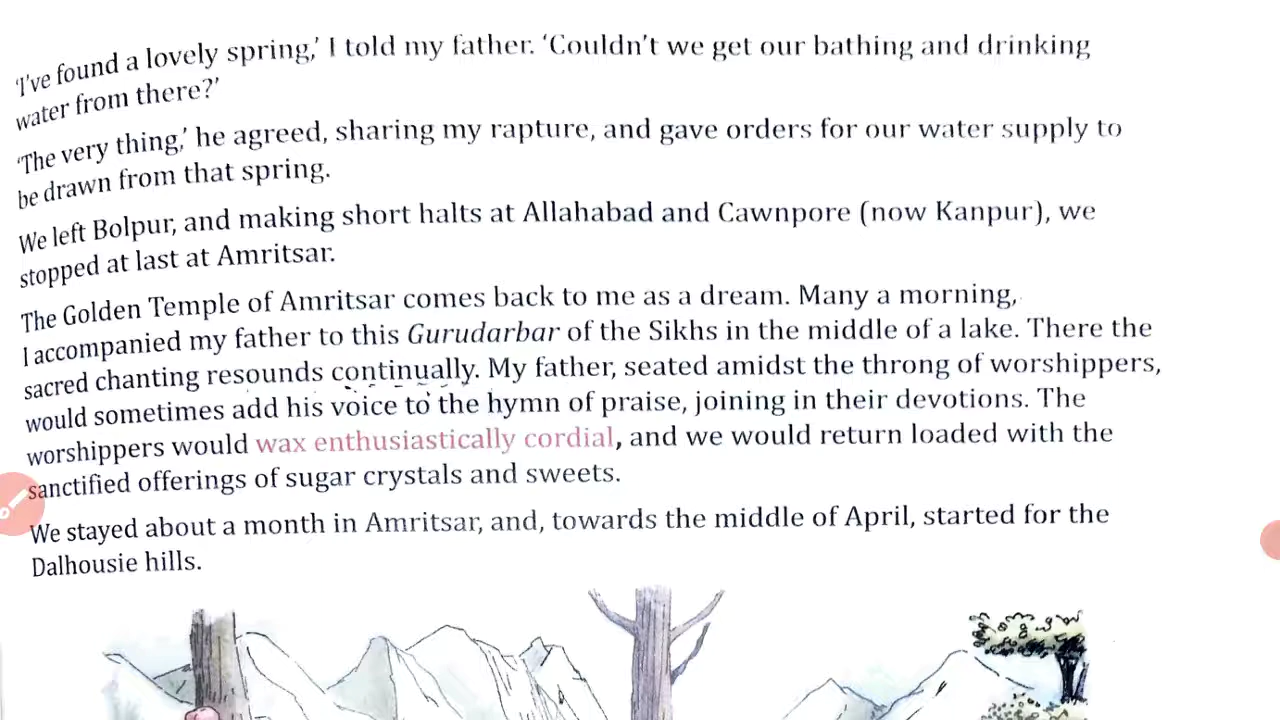 ‘I’ve found a lovely spring,’ I told my father. ‘Couldn’t we get our bathing and drinking
water from there?’
‘The very thing,’ he agreed, sharing my rapture, and gave orders for our water supply to
be drawn from that spring.
We left Bolpur, and making short halts at Allahabad and Cawnpore (now Kanpur), we
stopped at last at Amritsar.
The Golden Temple of Amritsar comes back to me as a dream. Many a morning,
I accompanied my father to this Gurudarbar of the Sikhs in the middle of a lake. There the
sacred chanting resounds continually. My father, seated amidst the throng of worshippers,
would sometimes add his voice to the hymn of praise, joining in their devotions. The
worshippers would wax enthusiastically cordial, and we would return loaded with the
sanctified offerings of sugar crystals and sweets.
We stayed about a month in Amritsar, and, towards the middle of April, started for the
Dalhousie hills.